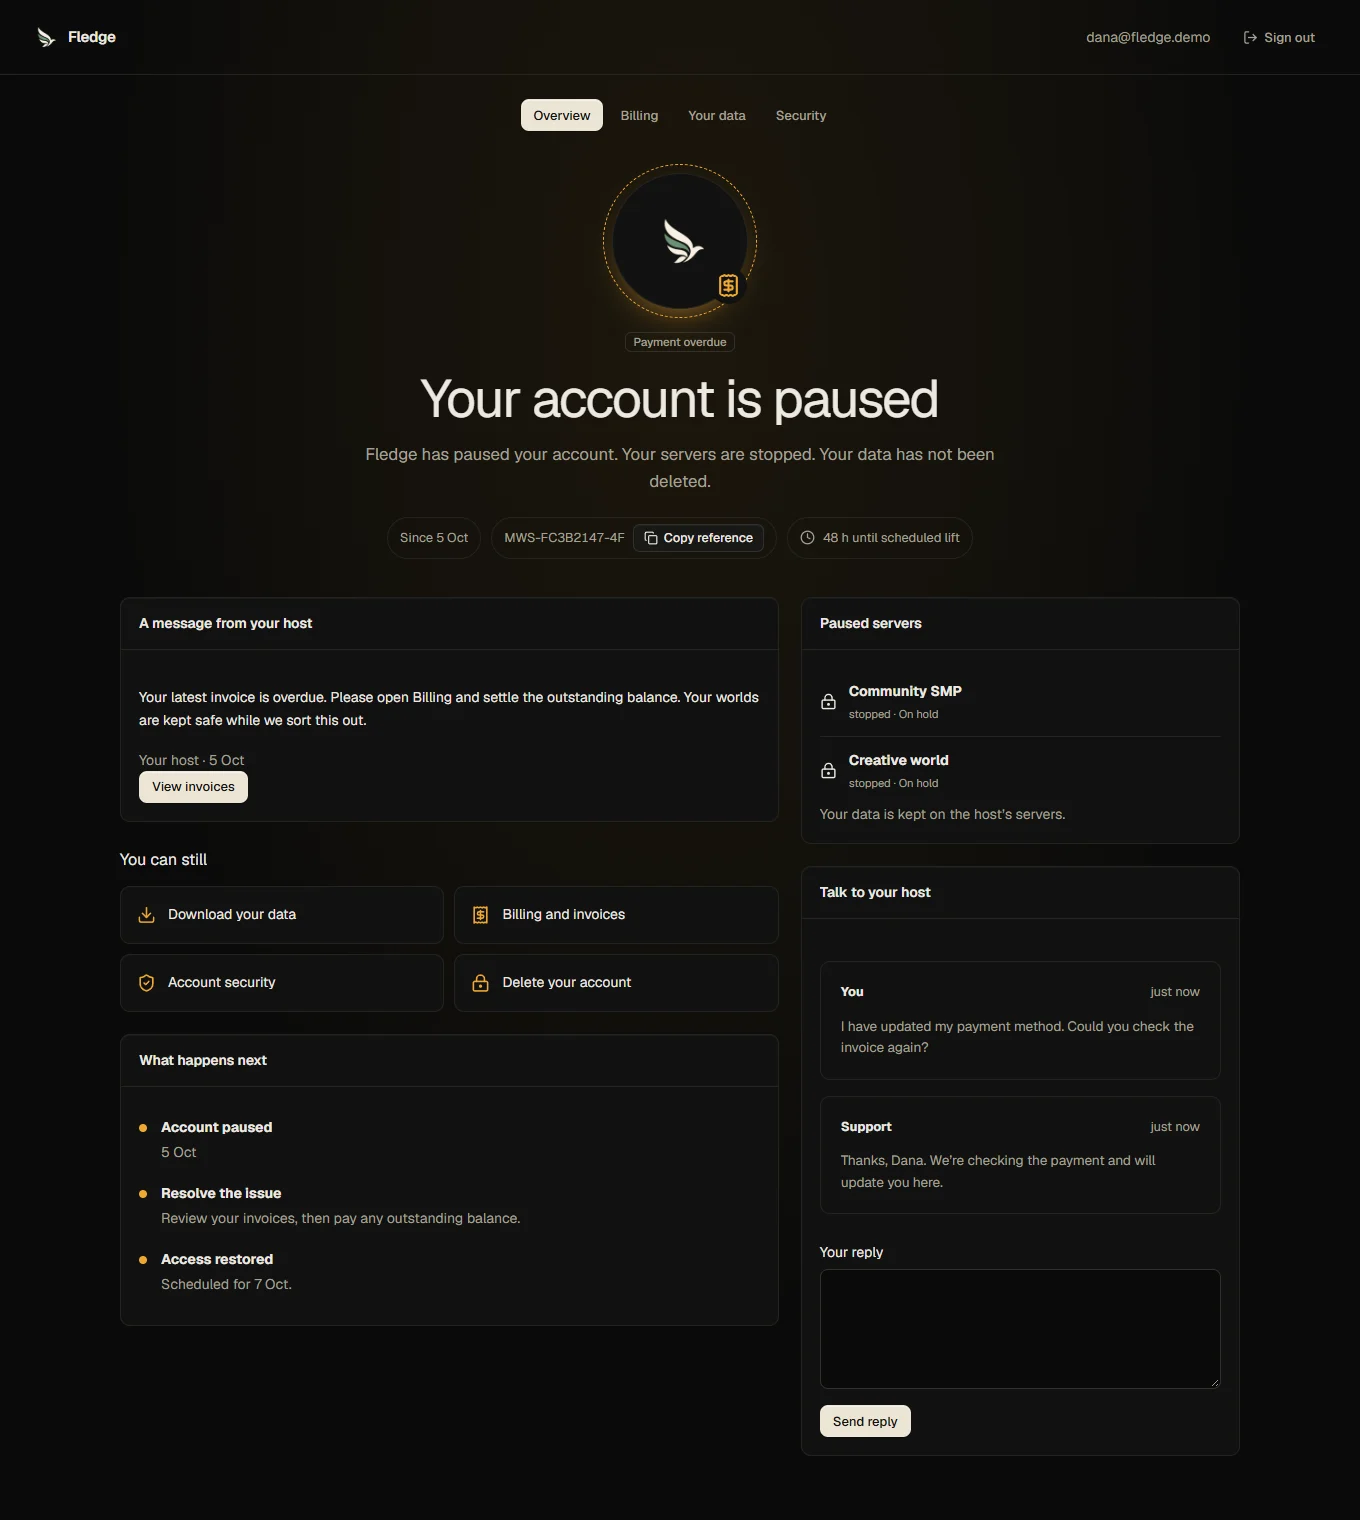 Fledge
dana@fledge.demo
Sign out
Overview
Billing
Your data
Security
Payment overdue
Your account is paused
Fledge has paused your account. Your servers are stopped. Your data has not been
deleted.
Since 5 Oct
MWS-FC3B2147-4F
Copy reference
48 h until scheduled lift
A message from your host
Your latest invoice is overdue. Please open Billing and settle the outstanding balance. Your worlds
are kept safe while we sort this out.
Your host · 5 Oct
View invoices
You can still
Download your data
Billing and invoices
Account security
Delete your account
What happens next
Account paused
5 Oct
Resolve the issue
Review your invoices, then pay any outstanding balance.
Access restored
Scheduled for 7 Oct.
Paused servers
Community SMP
stopped · On hold
Creative world
stopped · On hold
Your data is kept on the host's servers.
Talk to your host
You
just now
I have updated my payment method. Could you check the
invoice again?
Support
just now
Thanks, Dana. We're checking the payment and will
update you here.
Your reply
Send reply